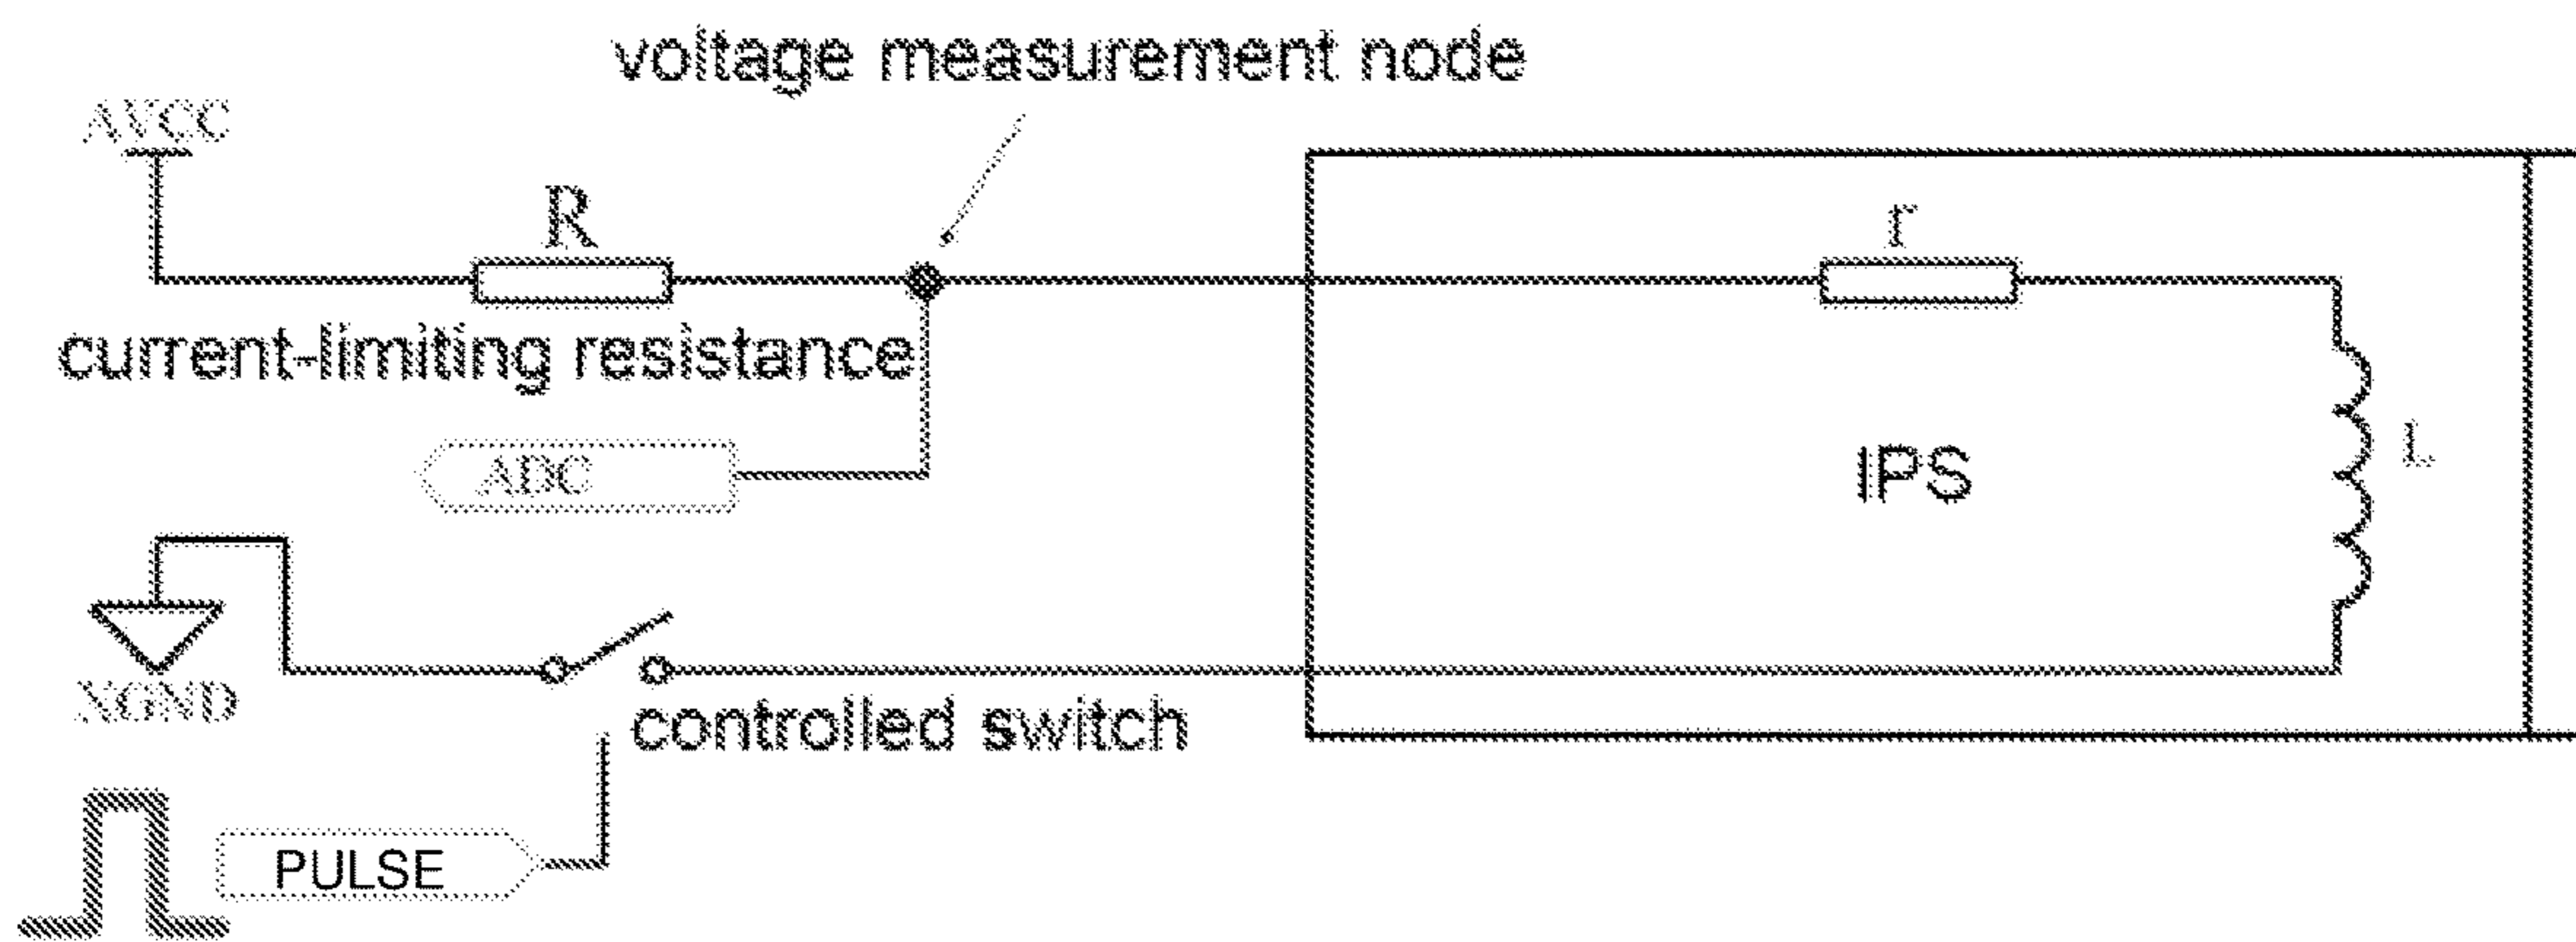 voltage measurement node
AVCC
R
r
current-limiting resistance
L
IPS
ADC
XGND
controlled switch
PULSE